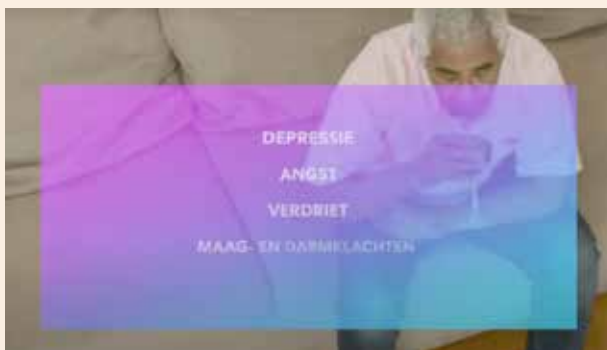 DEPRESSIE
ANGST
VERDRIET
MAAG- EN DARMKLACHTEN